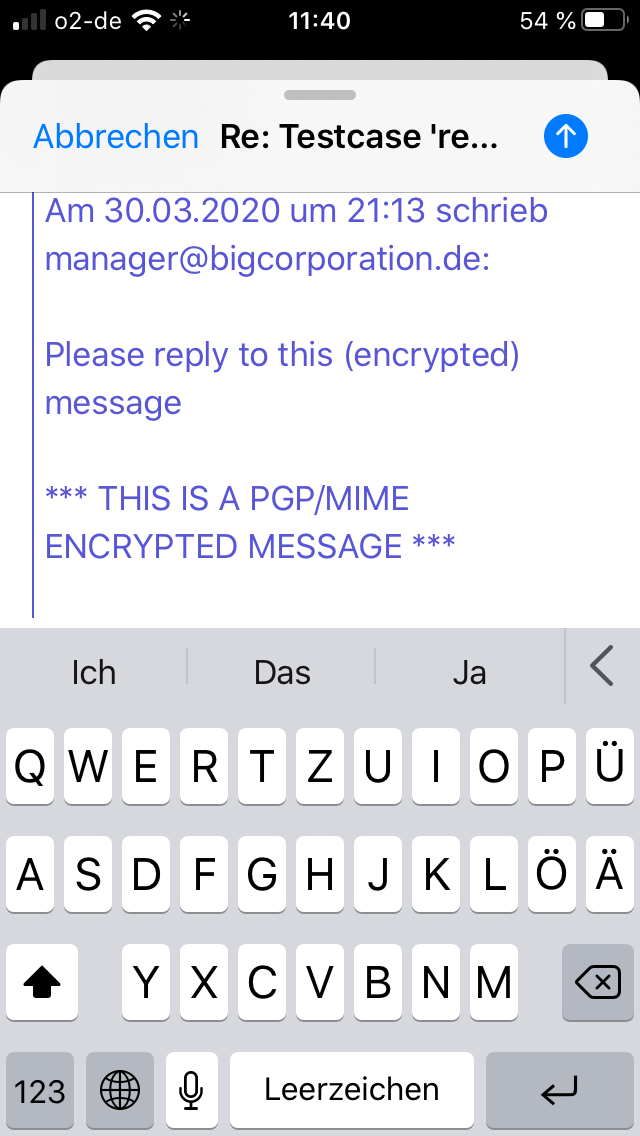 o2-de 11:40 54 %
Abbrechen Re: Testcase 're...
Am 30.03.2020 um 21:13 schrieb
manager@bigcorporation.de:
Please reply to this (encrypted)
message
*** THIS IS A PGP/MIME
ENCRYPTED MESSAGE ***
Ich Das Ja
Q W E R T Z U I O P Ü
A S D F G H J K L Ö Ä
Y X C V B N M
123 Leerzeichen